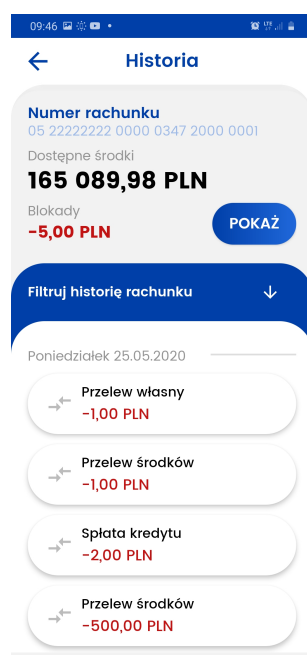 09:46
Historia
Numer rachunku
05 22222222 0000 0347 2000 0001
Dostępne środki
165 089,98 PLN
Blokady
-5,00 PLN
POKAŻ
Filtruj historię rachunku
Poniedziałek 25.05.2020
Przelew własny
-1,00 PLN
Przelew środków
-1,00 PLN
Spłata kredytu
-2,00 PLN
Przelew środków
-500,00 PLN